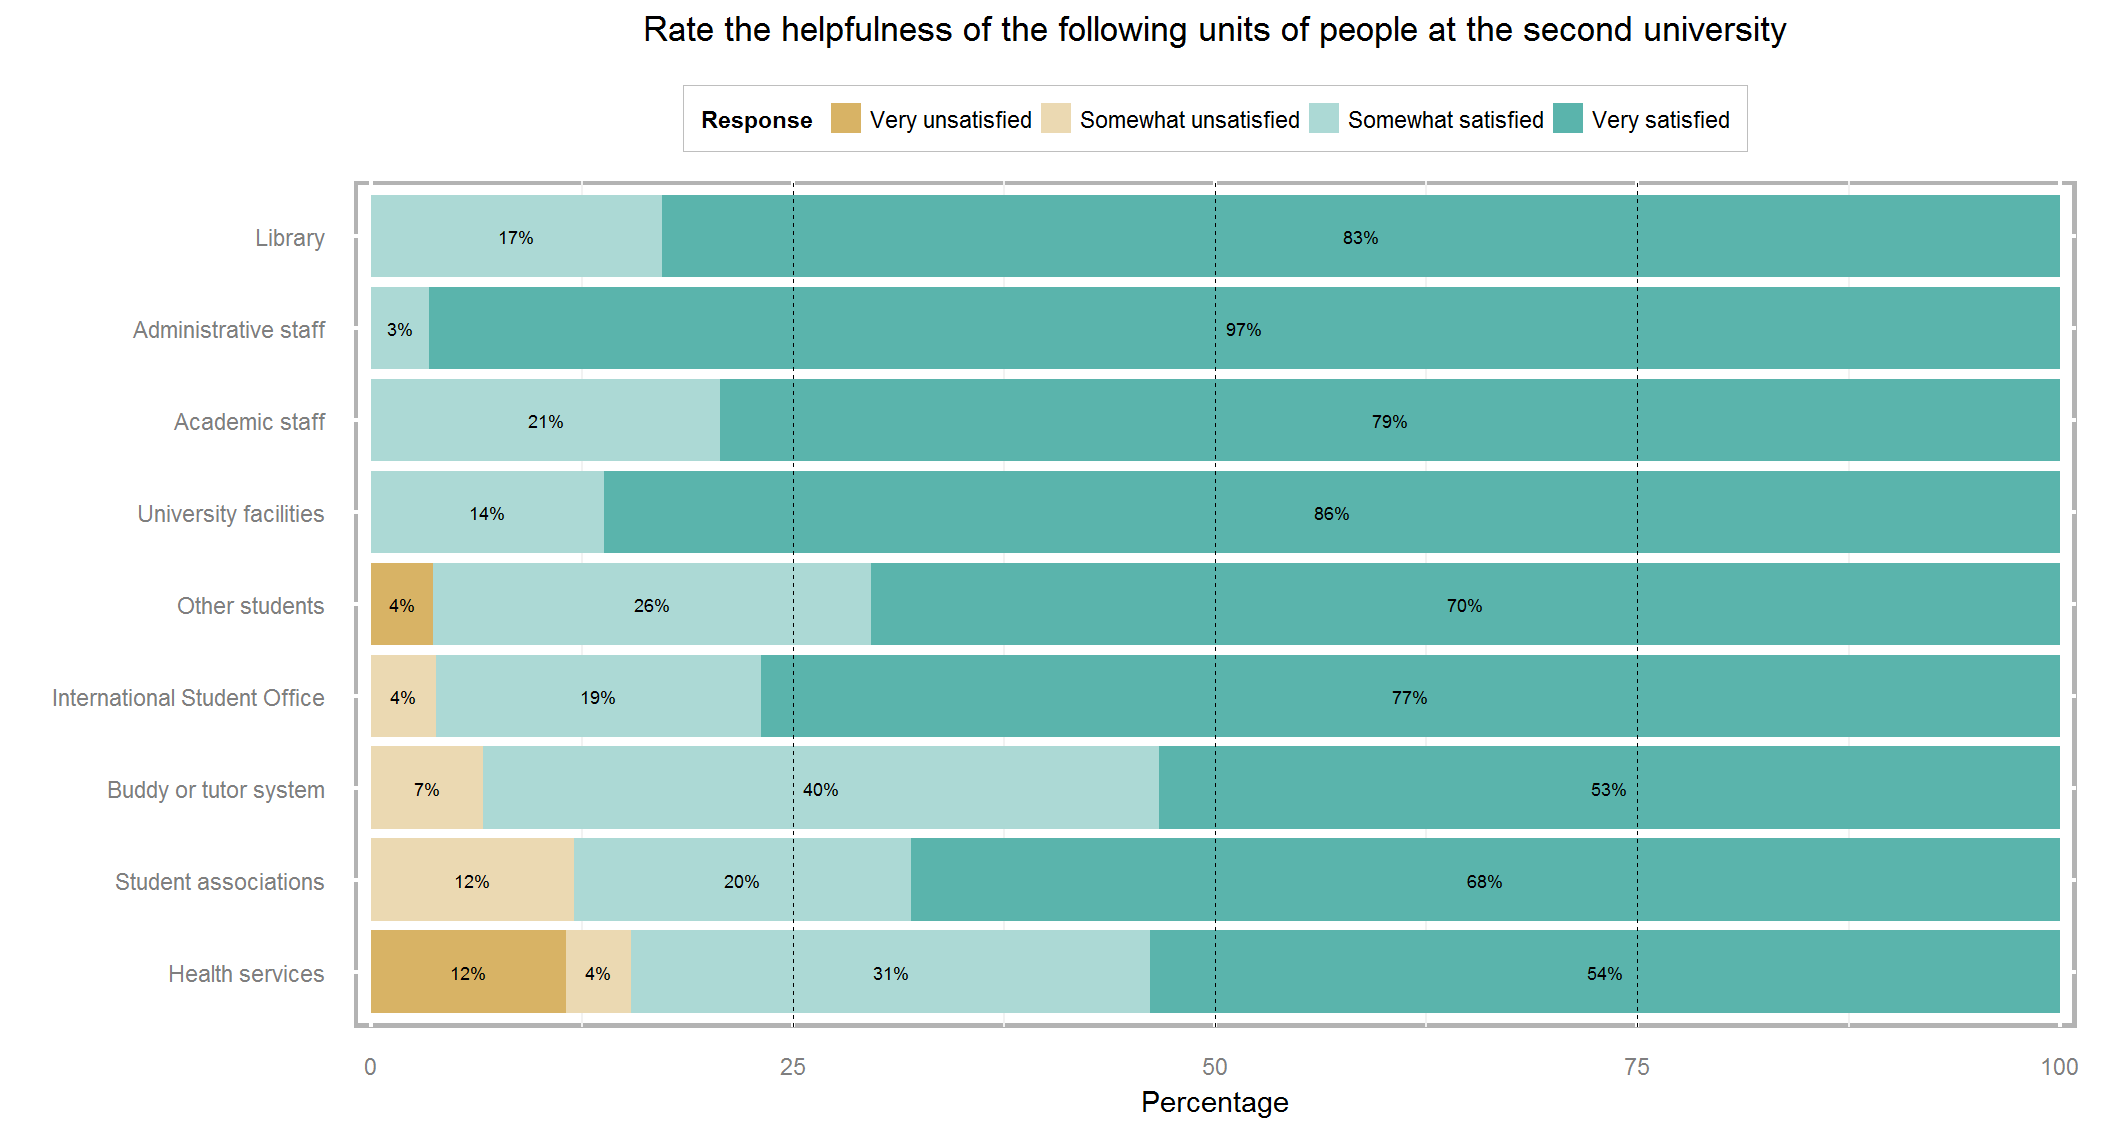 Rate the helpfulness of the following units of people at the second university
Response Very unsatisfied Somewhat unsatisfied Somewhat satisfied Very satisfied
Library 17% 83%
Administrative staff 3% 97%
Academic staff 21% 79%
University facilities 14% 86%
Other students 4% 26% 70%
International Student Office 4% 19% 77%
Buddy or tutor system 7% 40% 53%
Student associations 12% 20% 68%
Health services 12% 4% 31% 54%
0 25 50 75 100
Percentage